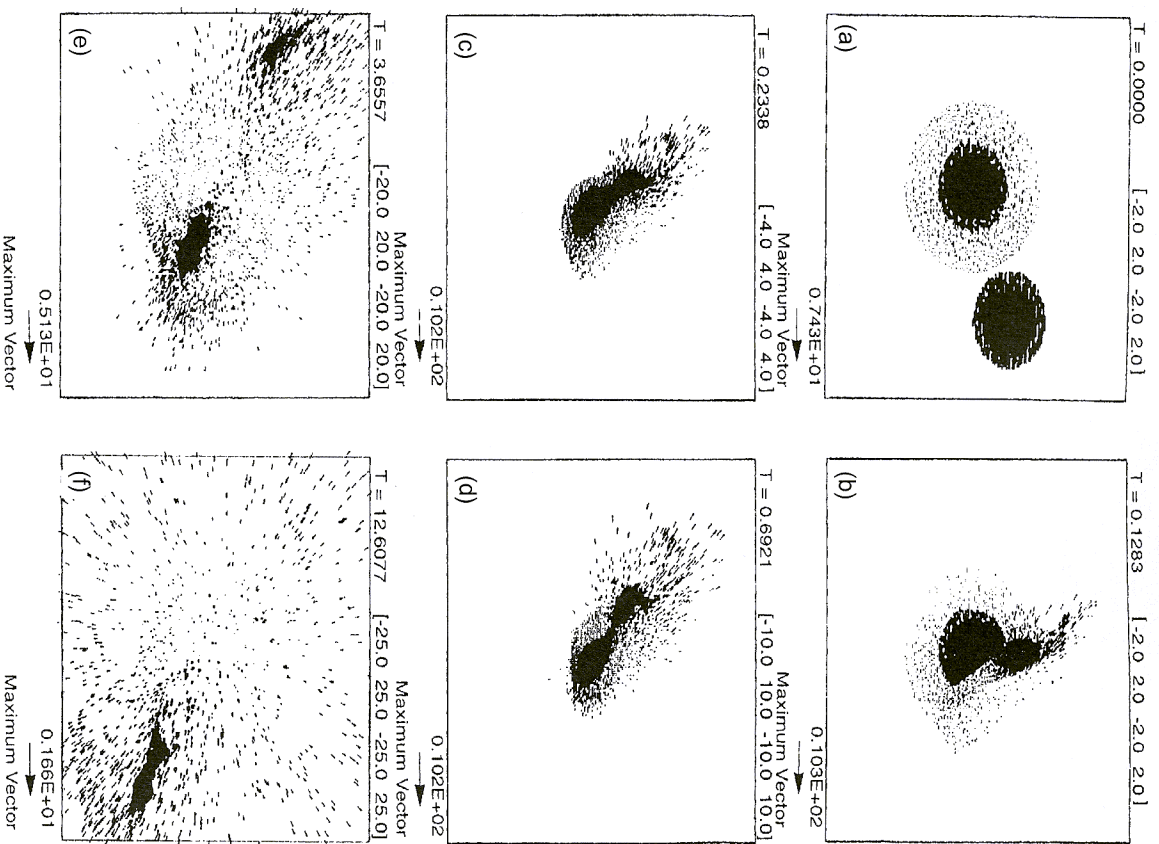 T = 0.0000 [-2.0 2.0 -2.0 2.0]
(a)
0.743E+01
Maximum Vector
T = 0.1283 [-2.0 2.0 -2.0 2.0]
(b)
0.103E+02
Maximum Vector
T = 0.2338 [-4.0 4.0 -4.0 4.0]
(c)
0.102E+02
Maximum Vector
T = 0.6921 [-10.0 10.0 -10.0 10.0]
(d)
0.102E+02
Maximum Vector
T = 3.6557 [-20.0 20.0 -20.0 20.0]
(e)
0.513E+01
Maximum Vector
T = 12.6077 [-25.0 25.0 -25.0 25.0]
(f)
0.166E+01
Maximum Vector